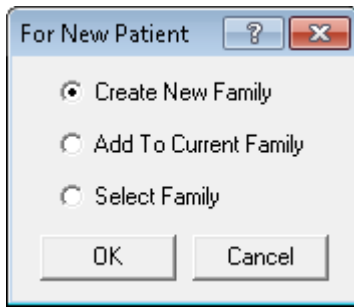 For New Patient
Create New Family
Add To Current Family
Select Family
OK Cancel